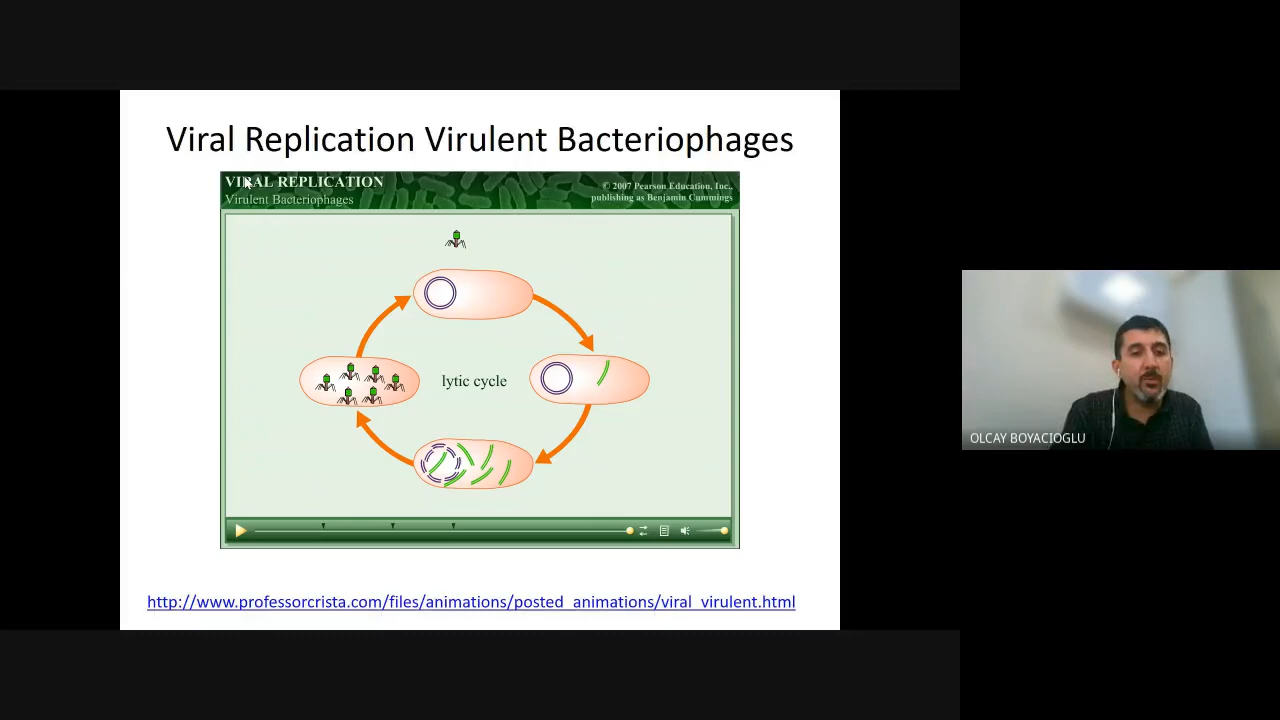 Viral Replication Virulent Bacteriophages
VIRAL REPLICATION
Virulent Bacteriophages
© 2007 Pearson Education, Inc.,
publishing as Benjamin Cummings
lytic cycle
http://www.professorcrista.com/files/animations/posted_animations/viral_virulent.html
OLCAY BOYACIOGLU